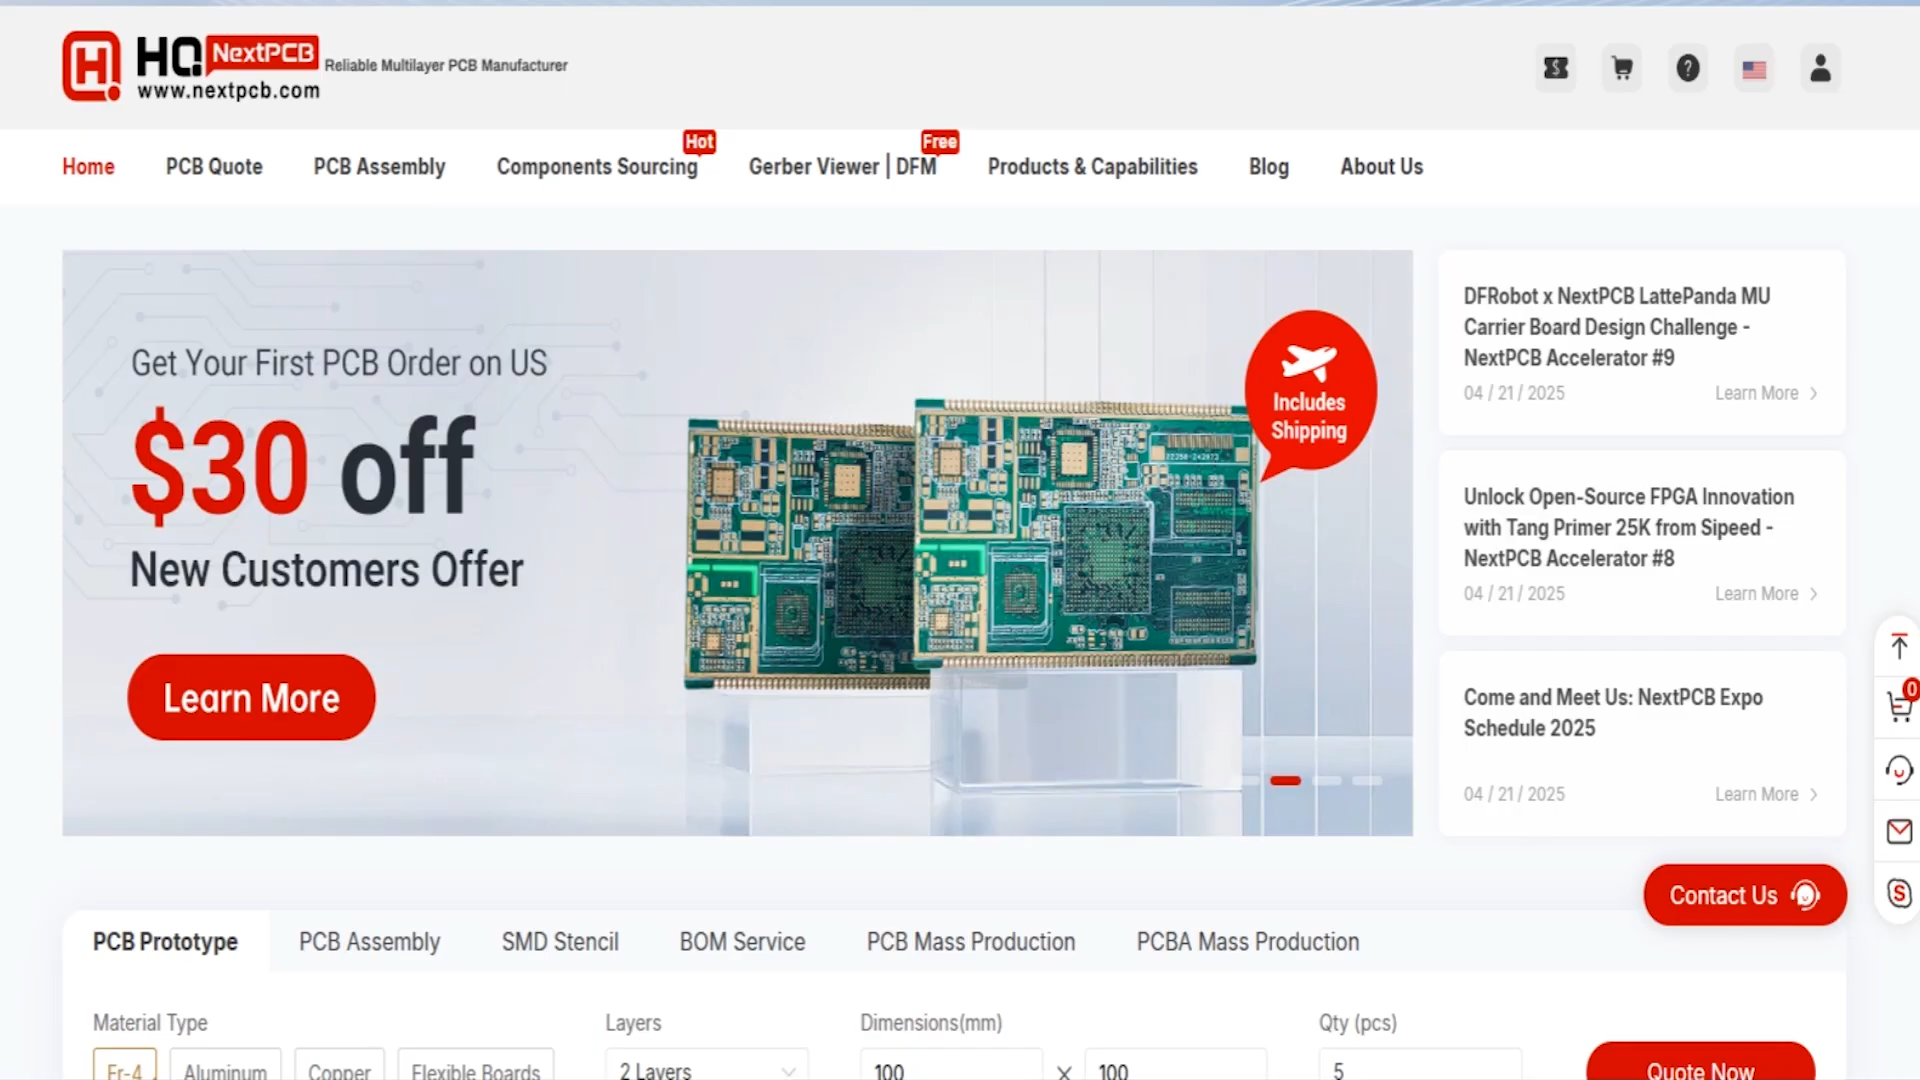 HQ NextPCB
Reliable Multilayer PCB Manufacturer
www.nextpcb.com
Home
PCB Quote
PCB Assembly
Components Sourcing
Hot
Gerber Viewer | DFM
Free
Products & Capabilities
Blog
About Us
Get Your First PCB Order on US
$30 off
New Customers Offer
Learn More
Includes
Shipping
DFRobot x NextPCB LattePanda MU
Carrier Board Design Challenge -
NextPCB Accelerator #9
04 / 21 / 2025
Learn More
Unlock Open-Source FPGA Innovation
with Tang Primer 25K from Sipeed -
NextPCB Accelerator #8
04 / 21 / 2025
Learn More
Come and Meet Us: NextPCB Expo
Schedule 2025
04 / 21 / 2025
Learn More
0
Contact Us
PCB Prototype
PCB Assembly
SMD Stencil
BOM Service
PCB Mass Production
PCBA Mass Production
Material Type
Layers
Dimensions(mm)
Qty (pcs)
Fr-4
Aluminum
Copper
Flexible Boards
2 Layers
100
×
100
5
Quote Now